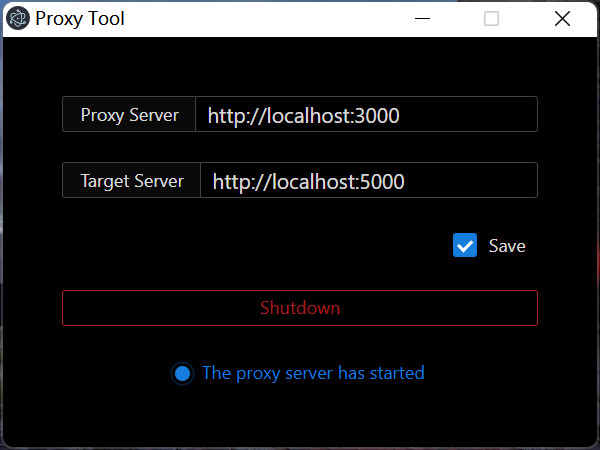 Proxy Tool
Proxy Server http://localhost:3000
Target Server http://localhost:5000
Save
Shutdown
The proxy server has started